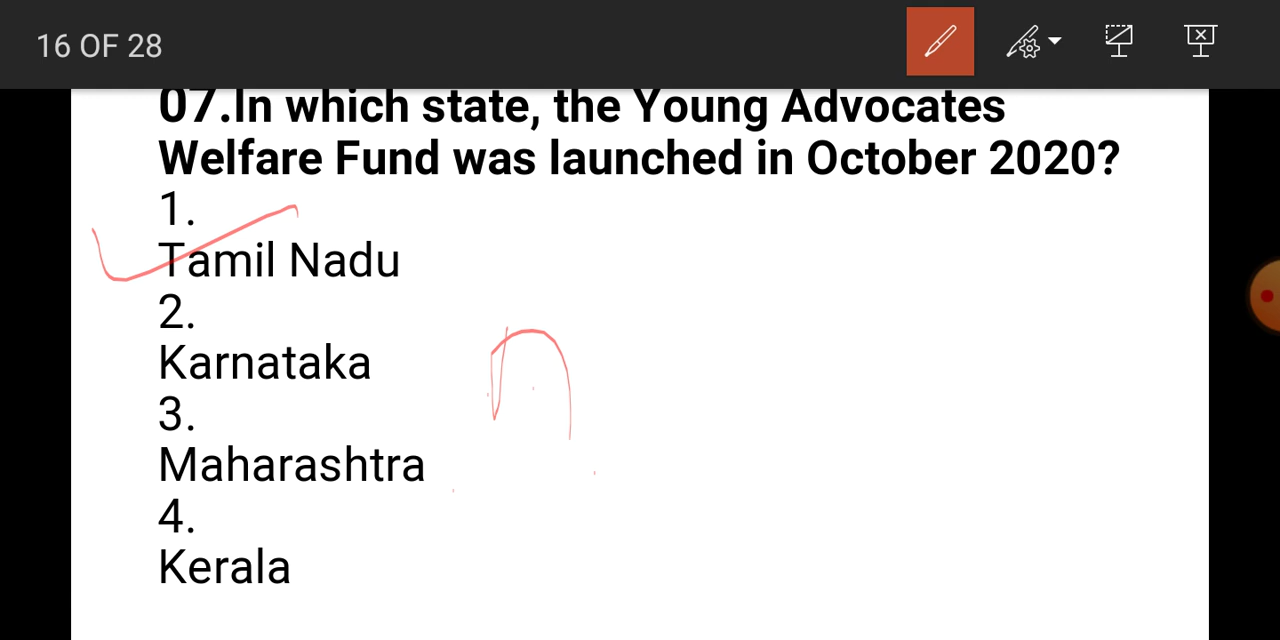 16 OF 28
07.In which state, the Young Advocates
Welfare Fund was launched in October 2020?
1.
Tamil Nadu
2.
Karnataka
3.
Maharashtra
4.
Kerala